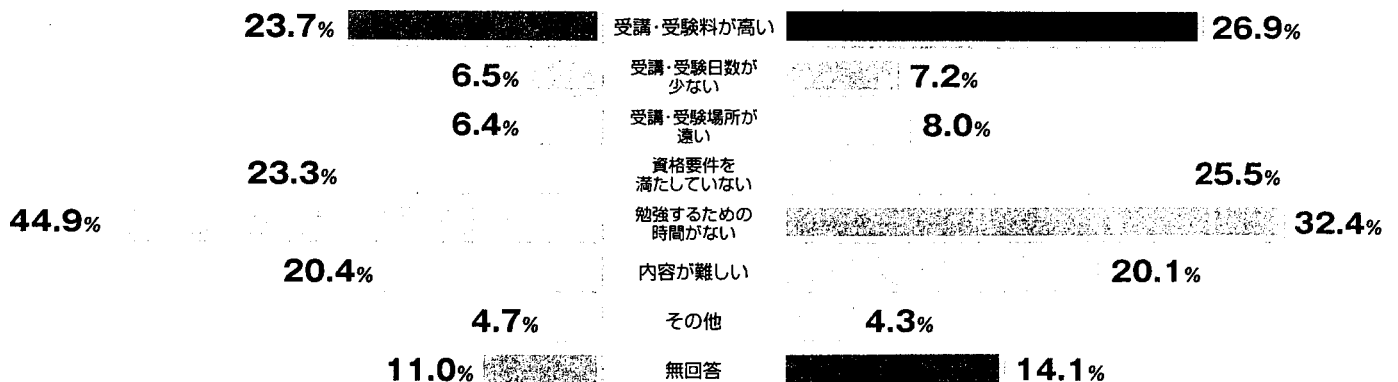 23.7% 受講・受験料が高い 26.9%
6.5% 受講・受験日数が
少ない 7.2%
6.4% 受講・受験場所が
遠い 8.0%
23.3% 資格要件を
満たしていない 25.5%
44.9% 勉強するための
時間がない 32.4%
20.4% 内容が難しい 20.1%
4.7% その他 4.3%
11.0% 無回答 14.1%